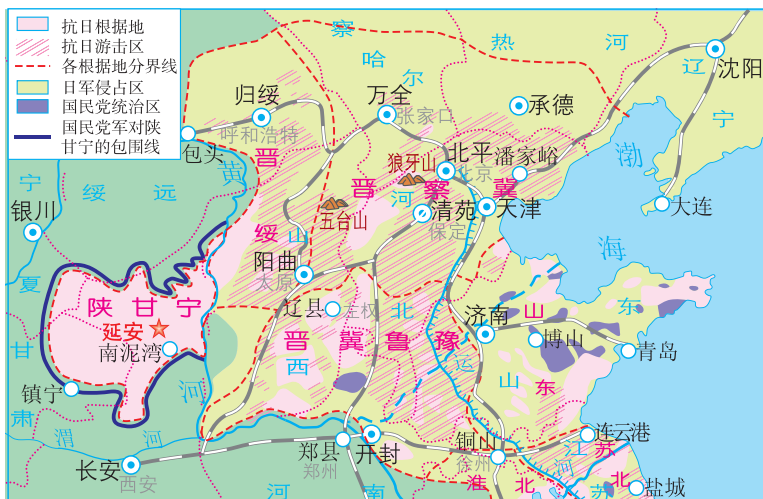 抗日根据地
抗日游击区
各根据地分界线
日军侵占区
国民党统治区
国民党军对陕
甘宁的包围线
察
哈
尔
热
河
辽
宁
沈阳
归绥
呼和浩特
万全
张家口
承德
包头
黄
晋
狼牙山
北平
北京
潘家峪
渤
宁
夏
绥
远
晋
察
冀
河
北
五台山
清苑
保定
天津
大连
银川
绥
山
西
海
阳曲
太原
陕甘宁
延安
南泥湾
辽县
左权
济南
山
东
山
东
晋
冀
鲁
豫
博山
青岛
甘
肃
镇宁
河
运
河
渭
河
长安
西安
郑县
郑州
开封
铜山
徐州
连云港
江
苏
苏
北
淮
北
盐城
河
南